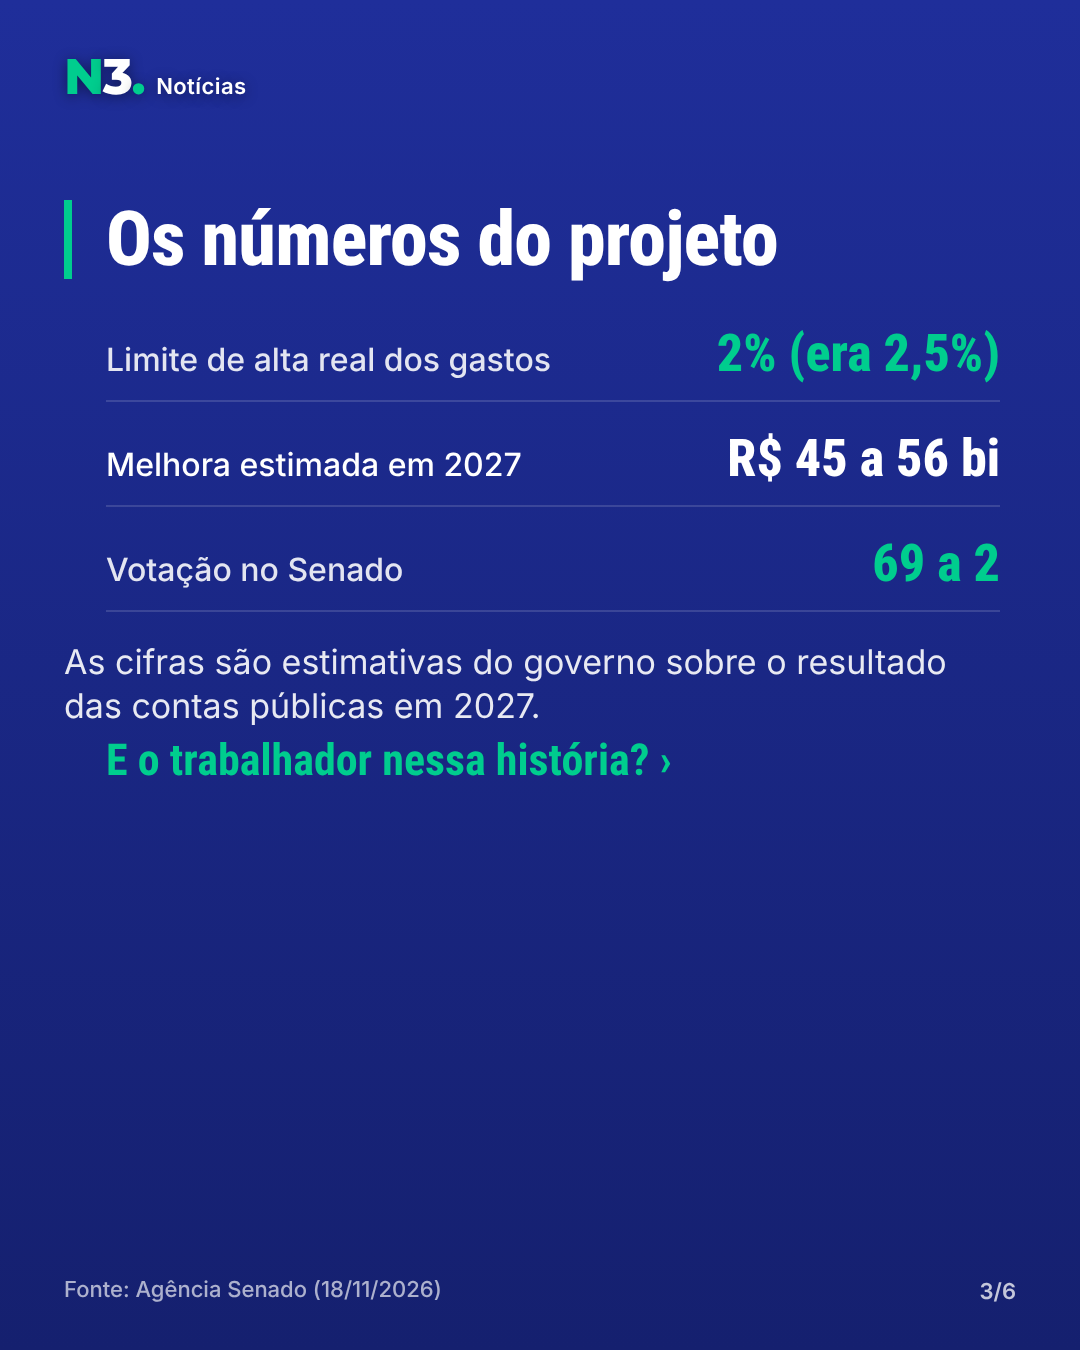 N3. Notícias
Os números do projeto
Limite de alta real dos gastos 2% (era 2,5%)
Melhora estimada em 2027 R$ 45 a 56 bi
Votação no Senado 69 a 2
As cifras são estimativas do governo sobre o resultado
das contas públicas em 2027.
E o trabalhador nessa história? ›
Fonte: Agência Senado (18/11/2026) 3/6